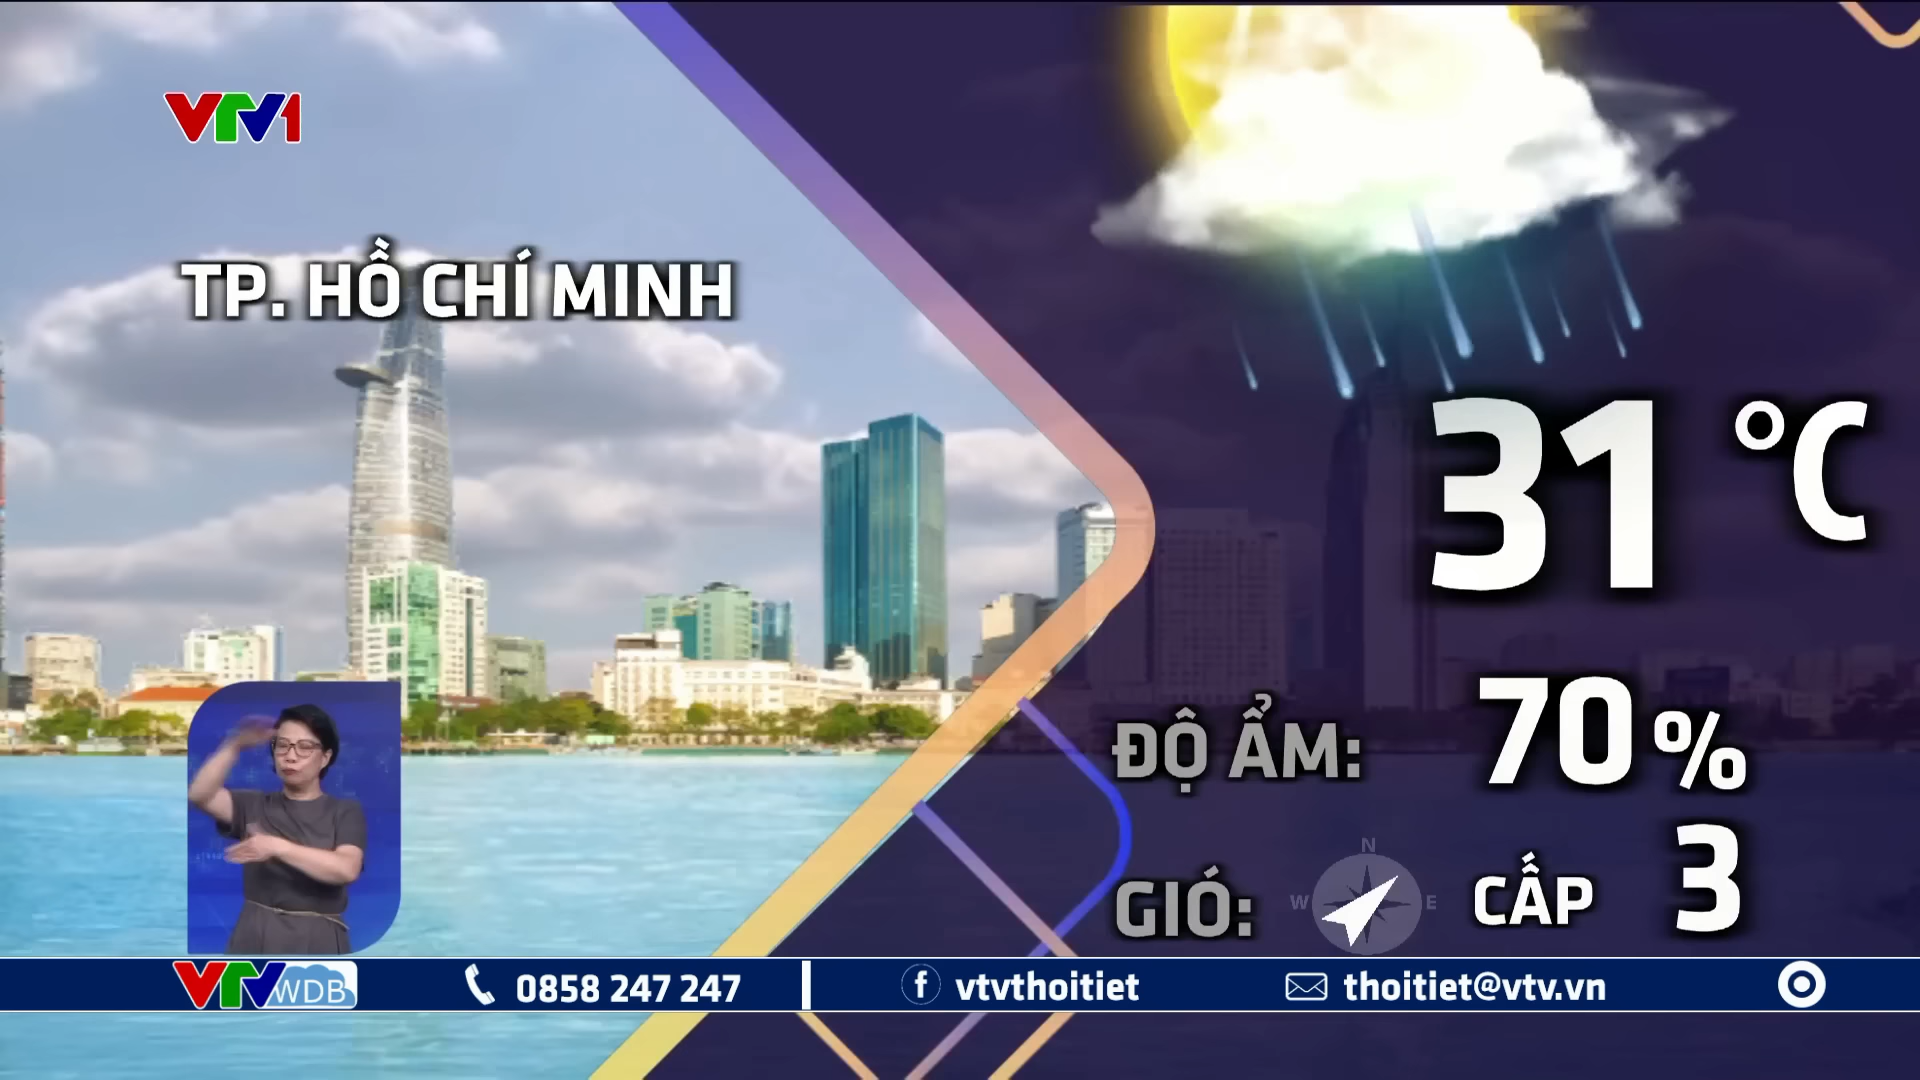 VTV1
TP. HỒ CHÍ MINH
31 °C
ĐỘ ẨM: 70 %
N
W E
GIÓ: CẤP 3
VTV WDB 0858 247 247 vtvthoitiet thoitiet@vtv.vn